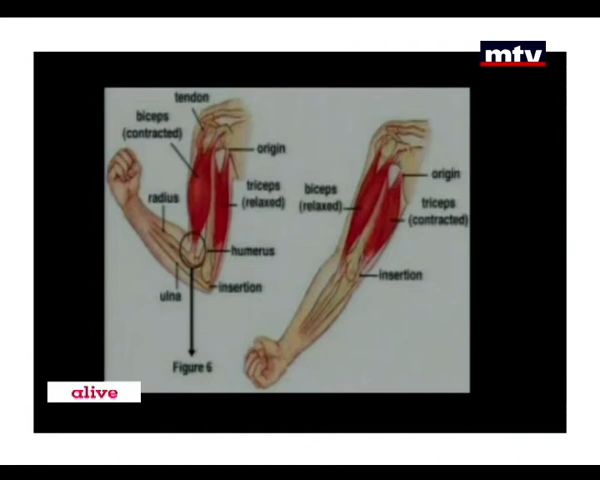 mtv
tendon
biceps
(contracted)
origin
triceps
(relaxed)
radius
humerus
ulna
insertion
Figure 6
origin
biceps
(relaxed)
triceps
(contracted)
insertion
alive